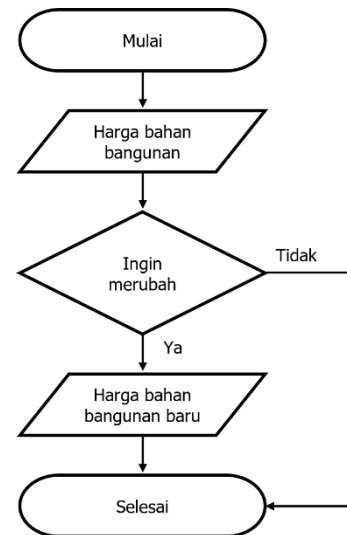 Mulai
Harga bahan
bangunan
Ingin
merubah
Tidak
Ya
Harga bahan
bangunan baru
Selesai